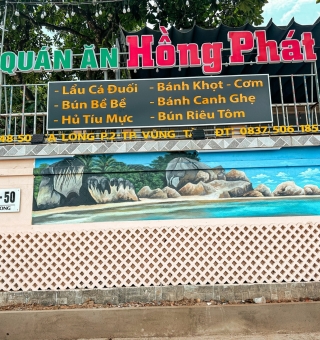 QUÁN ĂN Hồng Phát
- Lẩu Cá Đuối
- Bún Bề Bề
- Hủ Tíu Mực
- Bánh Khọt - Cơm
- Bánh Canh Ghẹ
- Bún Riêu Tôm
50 LONG P.2 TP. VŨNG ĐT: 0837.506.185
- 50